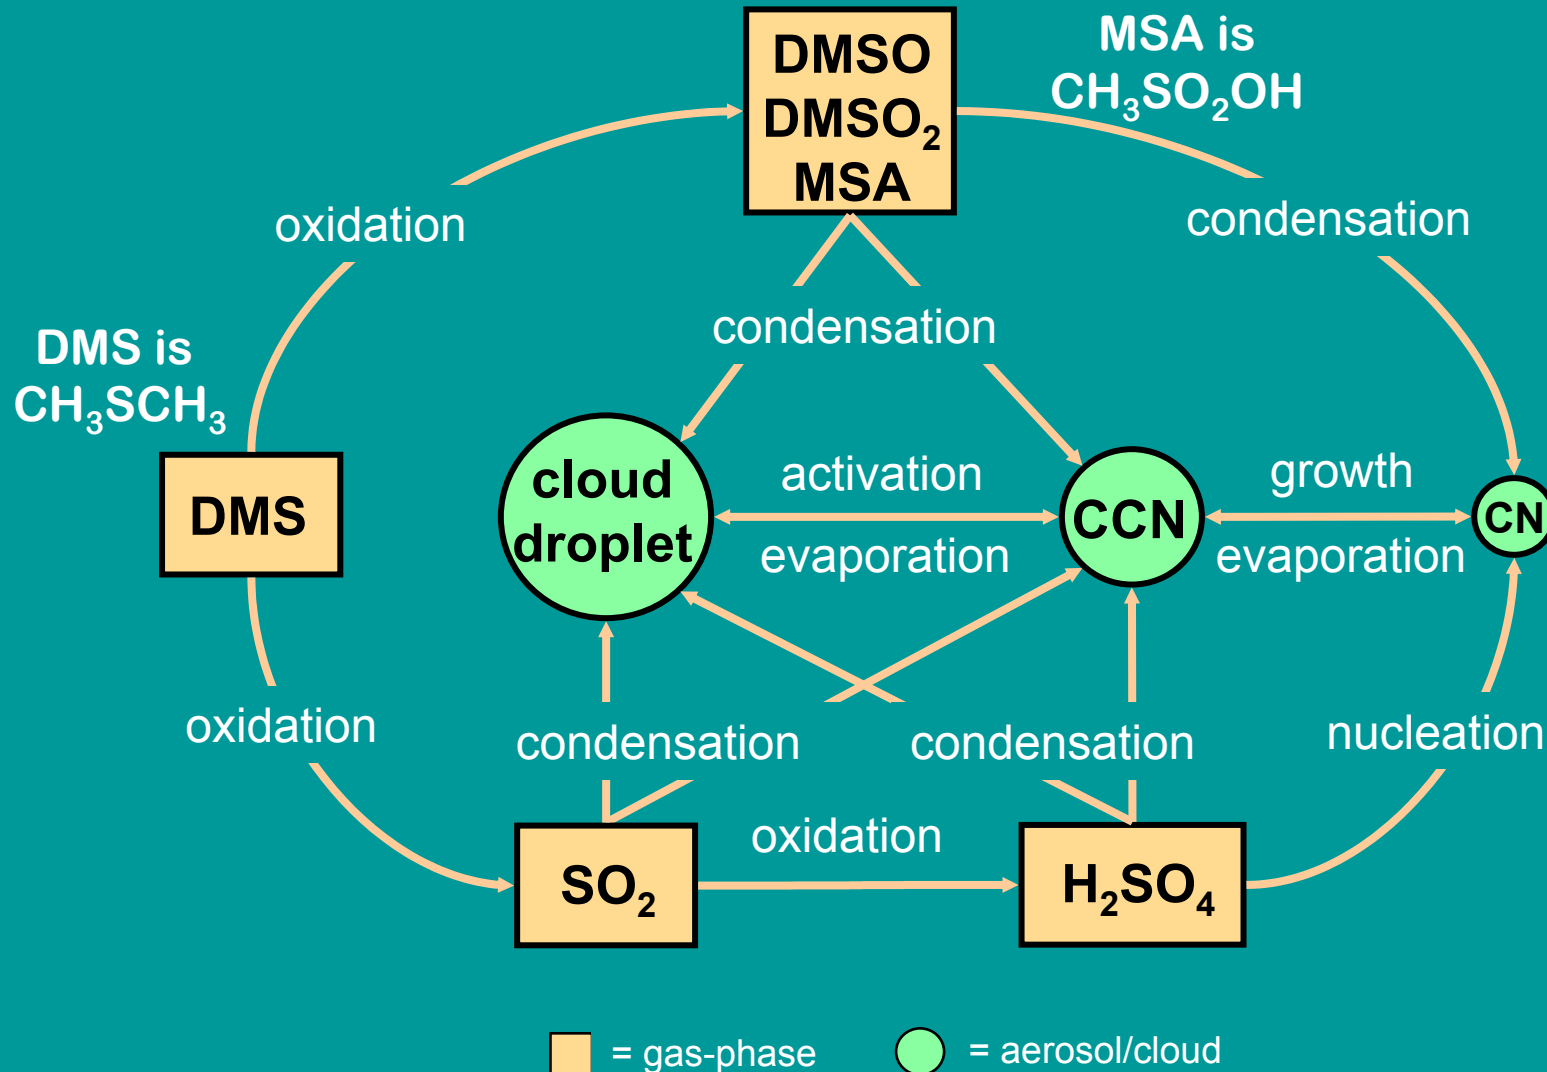 DMSO
DMSO₂
MSA
MSA is
CH₃SO₂OH
oxidation
condensation
condensation
DMS is
CH₃SCH₃
DMS
cloud
droplet
activation
evaporation
CCN
growth
evaporation
CN
oxidation
condensation
condensation
nucleation
oxidation
SO₂
H₂SO₄
= gas-phase
= aerosol/cloud